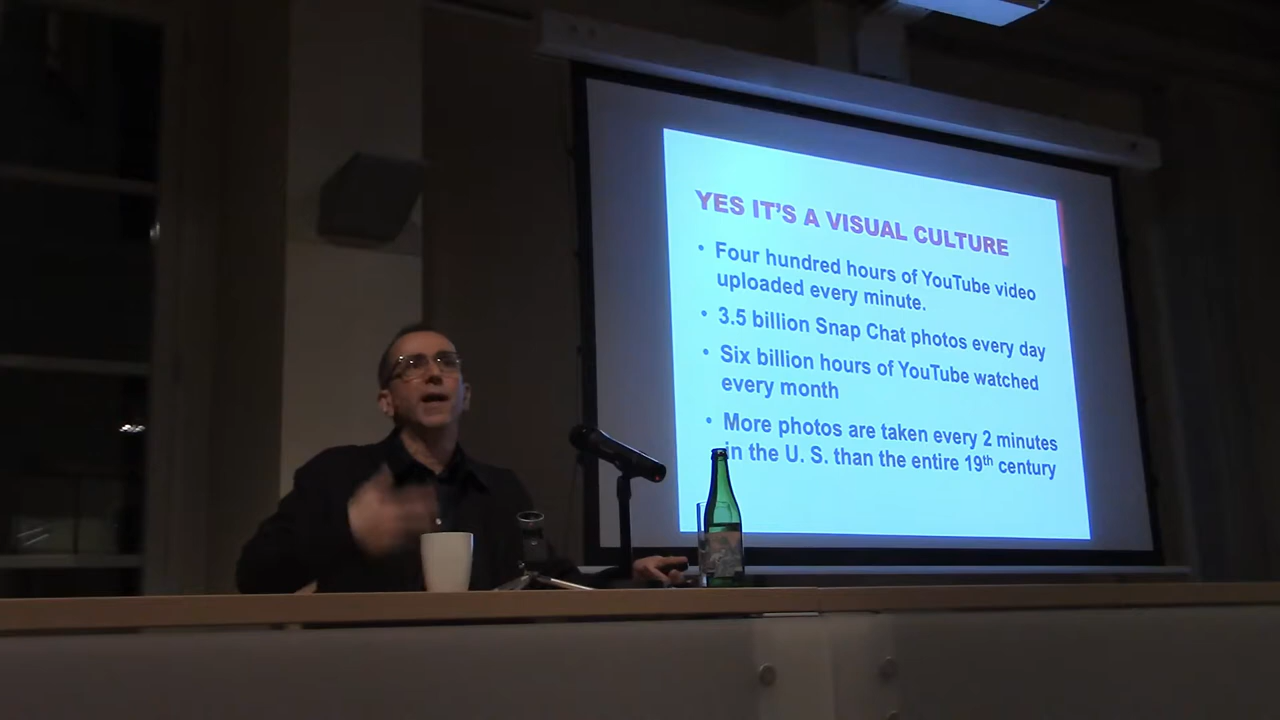 YES IT'S A VISUAL CULTURE
• Four hundred hours of YouTube video
uploaded every minute.
• 3.5 billion Snap Chat photos every day
• Six billion hours of YouTube watched
every month
• More photos are taken every 2 minutes
in the U. S. than the entire 19th century